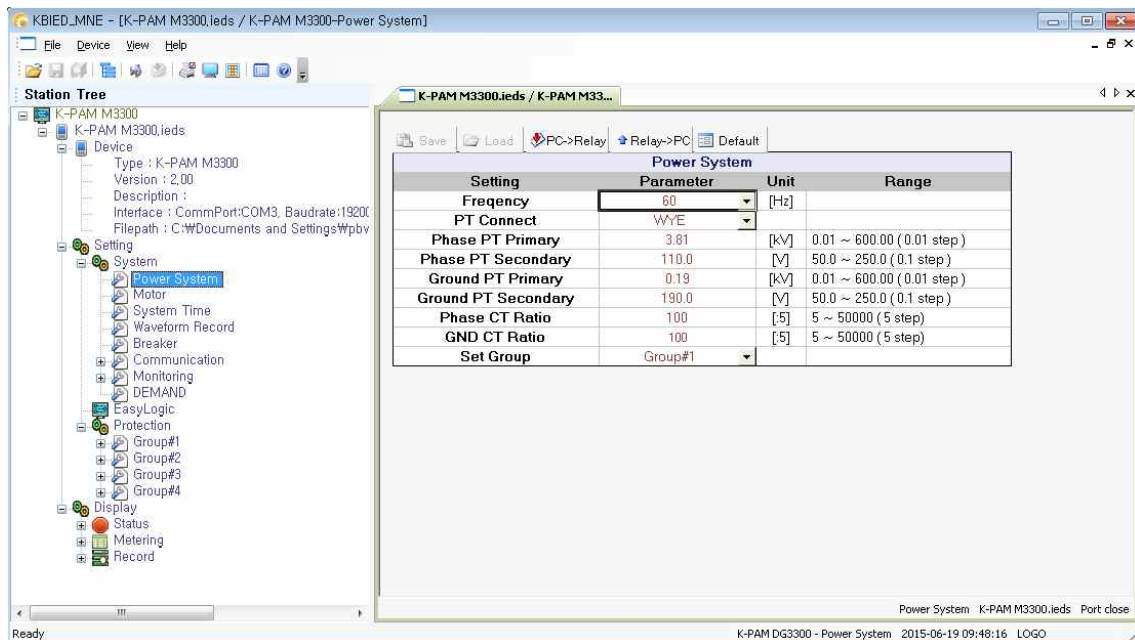 KBIED_MNE - [K-PAM M3300,ieds / K-PAM M3300-Power System]
File Device View Help
Station Tree
K-PAM M3300
K-PAM M3300,ieds
Device
Type : K-PAM M3300
Version : 2,00
Description :
Interface : CommPort:COM3, Baudrate:1920(
Filepath : C:₩Documents and Settings₩pbv
Setting
System
Power System
Motor
System Time
Waveform Record
Breaker
Communication
Monitoring
DEMAND
EasyLogic
Protection
Group#1
Group#2
Group#3
Group#4
Display
Status
Metering
Record
K-PAM M3300.ieds / K-PAM M33...
Save Load PC->Relay Relay->PC Default
Power System
Setting Parameter Unit Range
Freqency 60 [Hz]
PT Connect WYE
Phase PT Primary 3.81 [kV] 0.01 ~ 600.00 ( 0.01 step )
Phase PT Secondary 110.0 [V] 50.0 ~ 250.0 ( 0.1 step )
Ground PT Primary 0.19 [kV] 0.01 ~ 600.00 ( 0.01 step )
Ground PT Secondary 190.0 [V] 50.0 ~ 250.0 ( 0.1 step )
Phase CT Ratio 100 [:5] 5 ~ 50000 ( 5 step)
GND CT Ratio 100 [:5] 5 ~ 50000 ( 5 step)
Set Group Group#1
Power System K-PAM M3300.ieds Port close
Ready K-PAM DG3300 - Power System 2015-06-19 09:48:16 LOGO